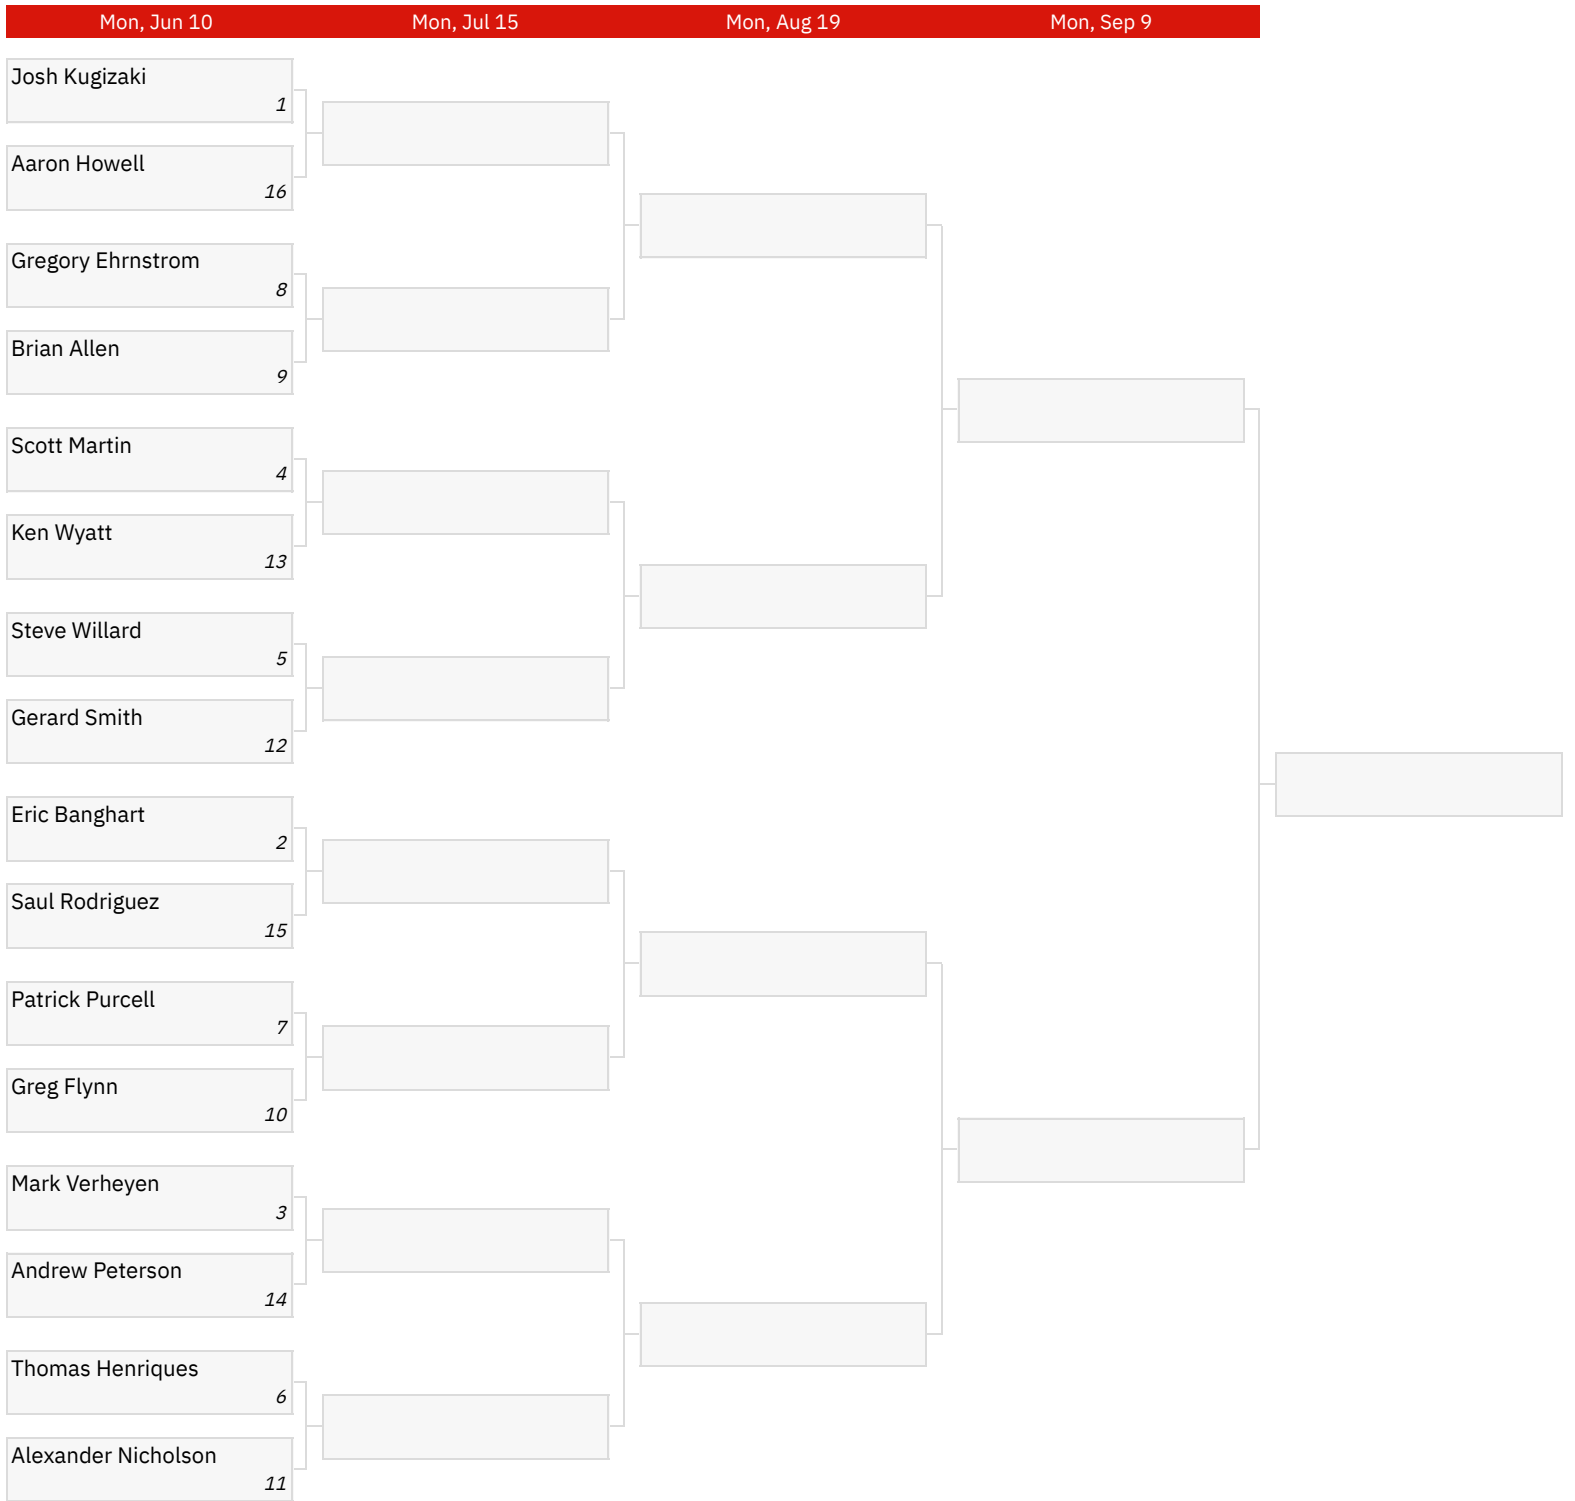 Mon, Jun 10
Mon, Jul 15
Mon, Aug 19
Mon, Sep 9
Josh Kugizaki
1
Aaron Howell
16
Gregory Ehrnstrom
8
Brian Allen
9
Scott Martin
4
Ken Wyatt
13
Steve Willard
5
Gerard Smith
12
Eric Banghart
2
Saul Rodriguez
15
Patrick Purcell
7
Greg Flynn
10
Mark Verheyen
3
Andrew Peterson
14
Thomas Henriques
6
Alexander Nicholson
11